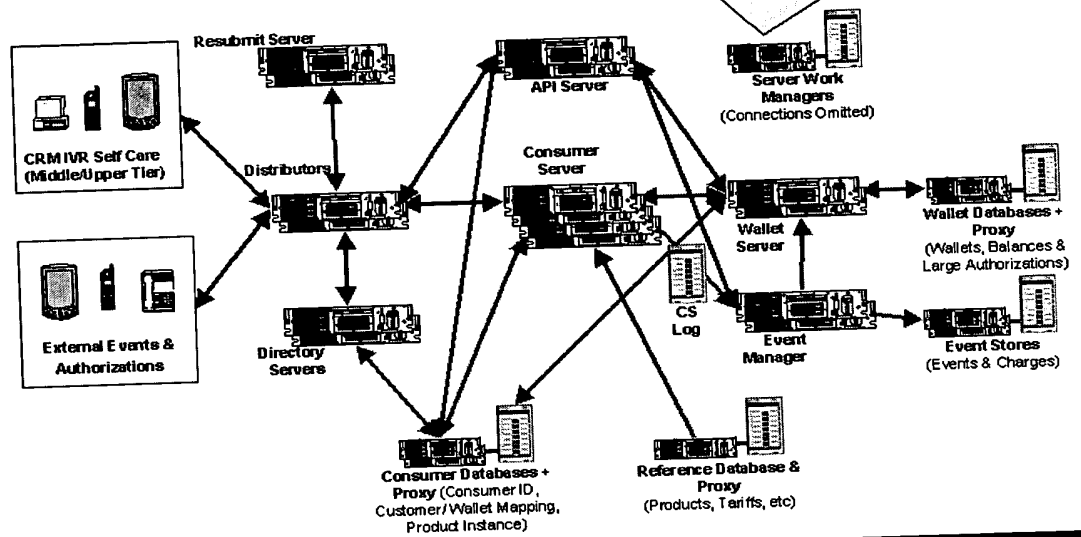 Resubmit Server
API Server
Server Work
Managers
(Connections Omitted)
CRM IVR Self Care
(Middle/Upper Tier)
Distributors
Consumer
Server
Wallet
Server
Wallet Databases +
Proxy
(Wallets, Balances &
Large Authorizations)
External Events &
Authorizations
Directory
Servers
CS
Log
Event
Manager
Event Stores
(Events & Charges)
Consumer Databases +
Proxy (Consumer ID,
Customer/Wallet Mapping,
Product Instance)
Reference Database &
Proxy
(Products, Tariffs, etc)